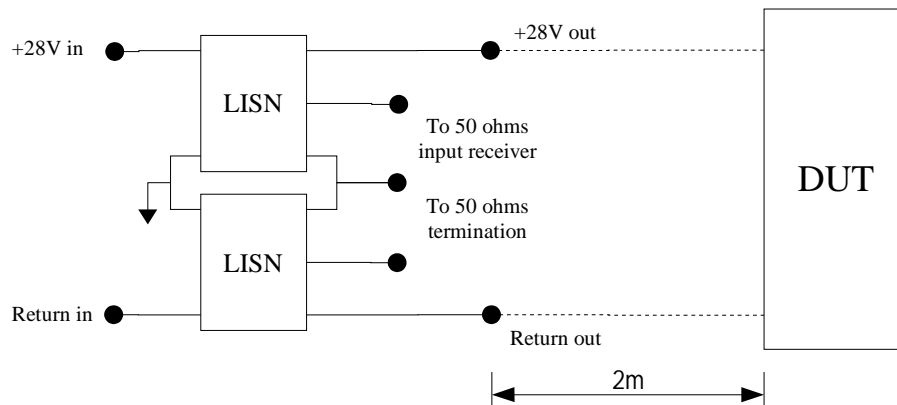 +28V in
+28V out
LISN
To 50 ohms
input receiver
DUT
To 50 ohms
termination
LISN
Return in
Return out
2m